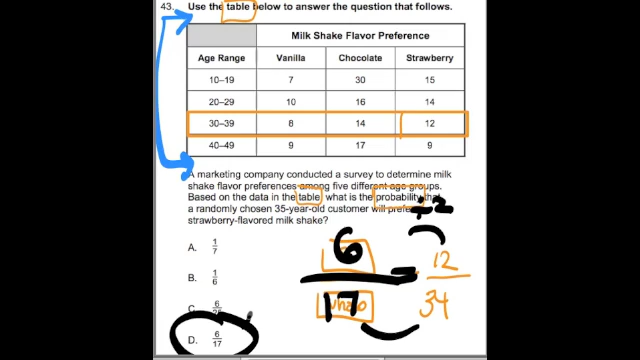 43. Use the table below to answer the question that follows.
Milk Shake Flavor Preference
Age Range Vanilla Chocolate Strawberry
10–19 7 30 15
20–29 10 16 14
30–39 8 14 12
40–49 9 17 9
A marketing company conducted a survey to determine milk
shake flavor preferences among five different age groups.
Based on the data in the table, what is the probability that
a randomly chosen 35-year-old customer will prefer
strawberry-flavored milk shake?
÷2
A. 1/7
B. 1/6
C. 6
D. 6/17
6/17 = 12/34